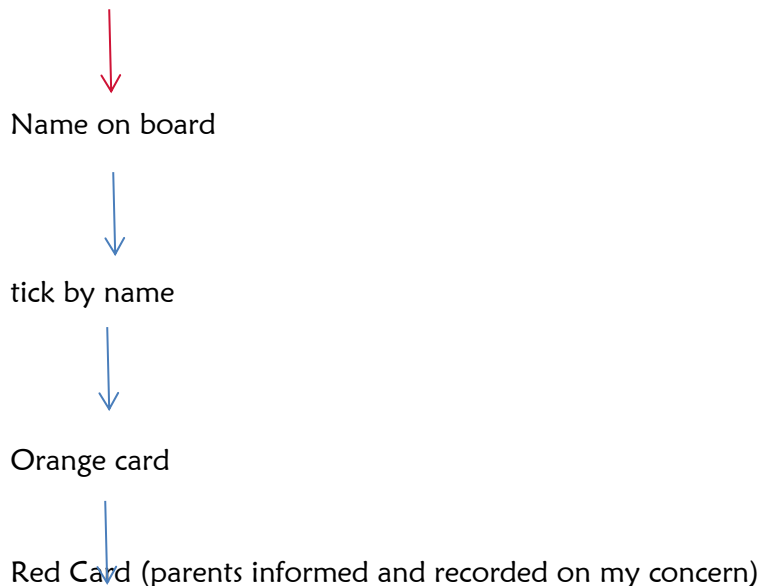 Name on board
tick by name
Orange card
Red Card (parents informed and recorded on my concern)